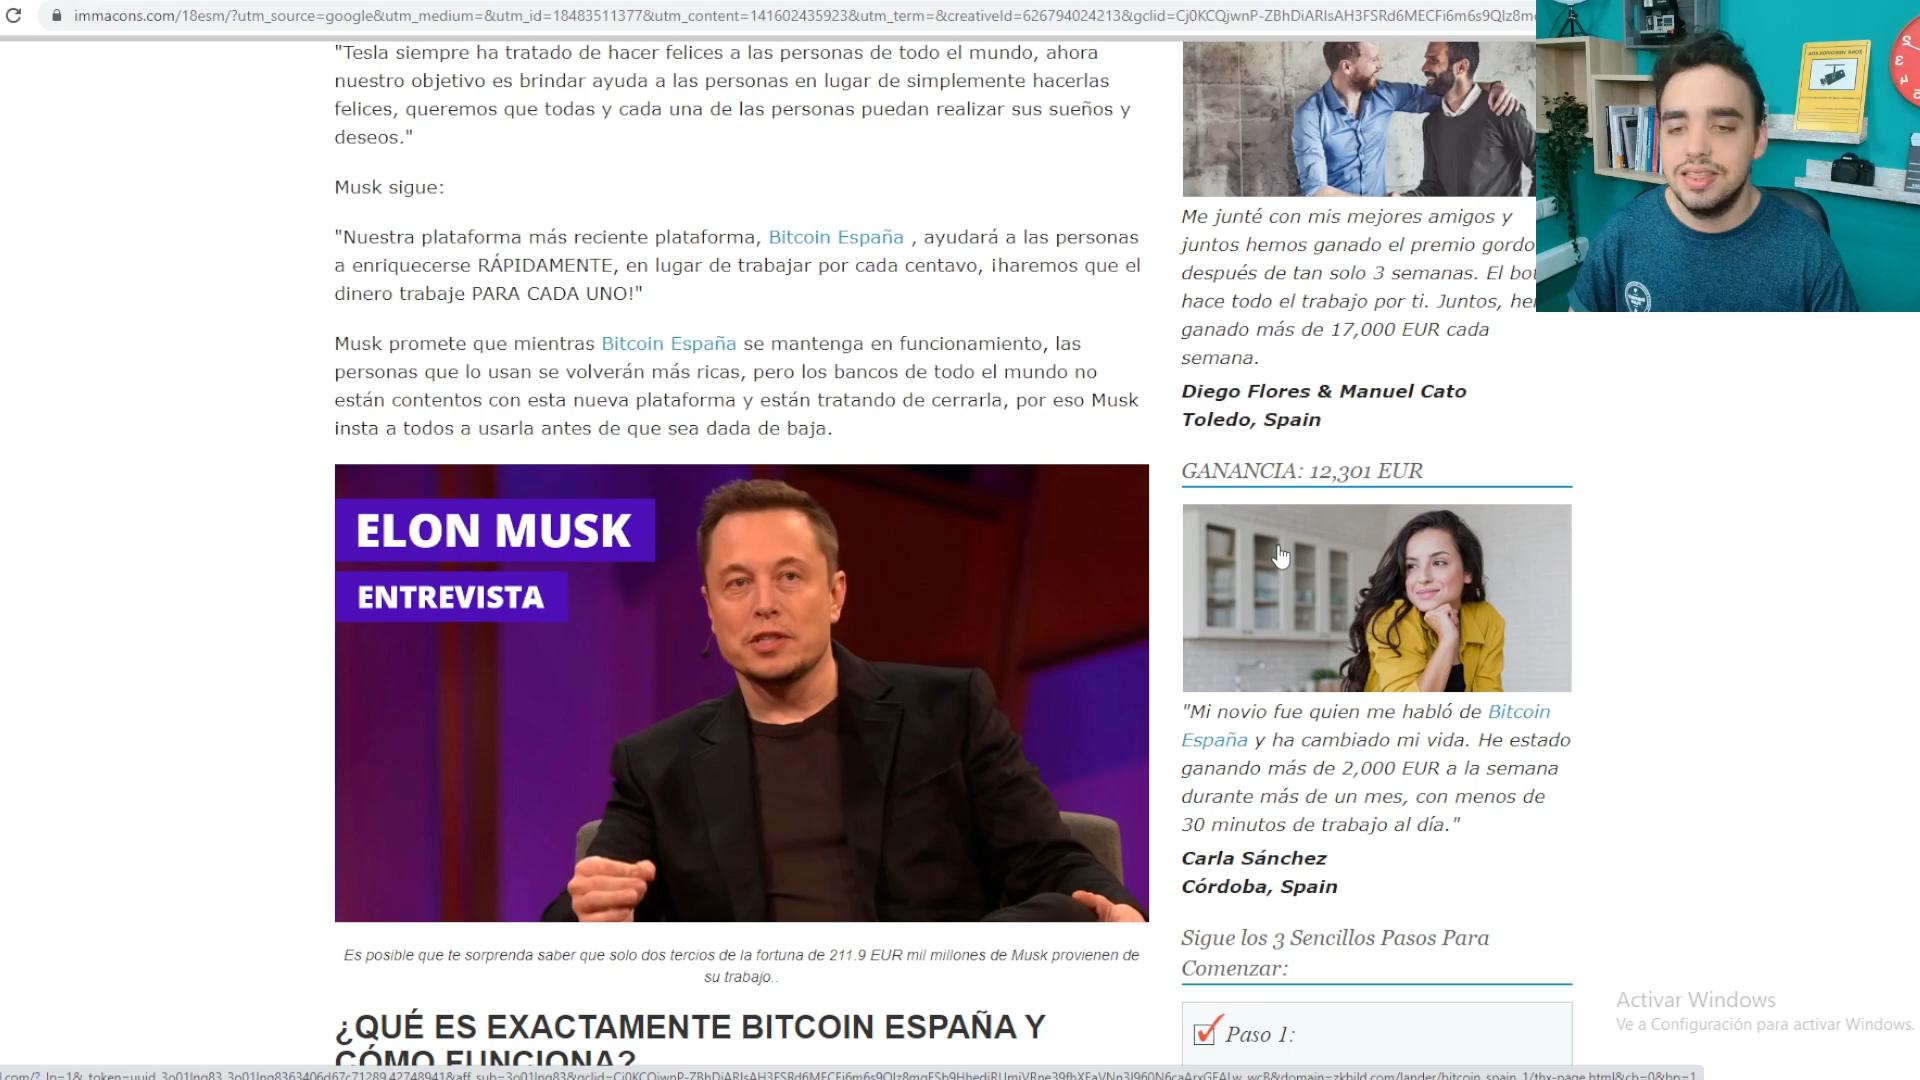 immacons.com/18esm/?utm_source=google&utm_medium=&utm_id=18483511377&utm_content=141602435923&utm_term=&creativeId=626794024213&gclid=Cj0KCQjwnP-ZBhDiARIsAH3FSRd6MECFi6m6s9QIz8m
"Tesla siempre ha tratado de hacer felices a las personas de todo el mundo, ahora
nuestro objetivo es brindar ayuda a las personas en lugar de simplemente hacerlas
felices, queremos que todas y cada una de las personas puedan realizar sus sueños y
deseos."
Musk sigue:
"Nuestra plataforma más reciente plataforma, Bitcoin España , ayudará a las personas
a enriquecerse RÁPIDAMENTE, en lugar de trabajar por cada centavo, ¡haremos que el
dinero trabaje PARA CADA UNO!"
Musk promete que mientras Bitcoin España se mantenga en funcionamiento, las
personas que lo usan se volverán más ricas, pero los bancos de todo el mundo no
están contentos con esta nueva plataforma y están tratando de cerrarla, por eso Musk
insta a todos a usarla antes de que sea dada de baja.
ELON MUSK
ENTREVISTA
Es posible que te sorprenda saber que solo dos tercios de la fortuna de 211.9 EUR mil millones de Musk provienen de
su trabajo..
¿QUÉ ES EXACTAMENTE BITCOIN ESPAÑA Y
CÓMO FUNCIONA?
Me junté con mis mejores amigos y
juntos hemos ganado el premio gordo
después de tan solo 3 semanas. El bot
hace todo el trabajo por ti. Juntos, he
ganado más de 17,000 EUR cada
semana.
Diego Flores & Manuel Cato
Toledo, Spain
GANANCIA: 12,301 EUR
"Mi novio fue quien me habló de Bitcoin
España y ha cambiado mi vida. He estado
ganando más de 2,000 EUR a la semana
durante más de un mes, con menos de
30 minutos de trabajo al día."
Carla Sánchez
Córdoba, Spain
Sigue los 3 Sencillos Pasos Para
Comenzar:
Paso 1:
Activar Windows
Ve a Configuración para activar Windows.